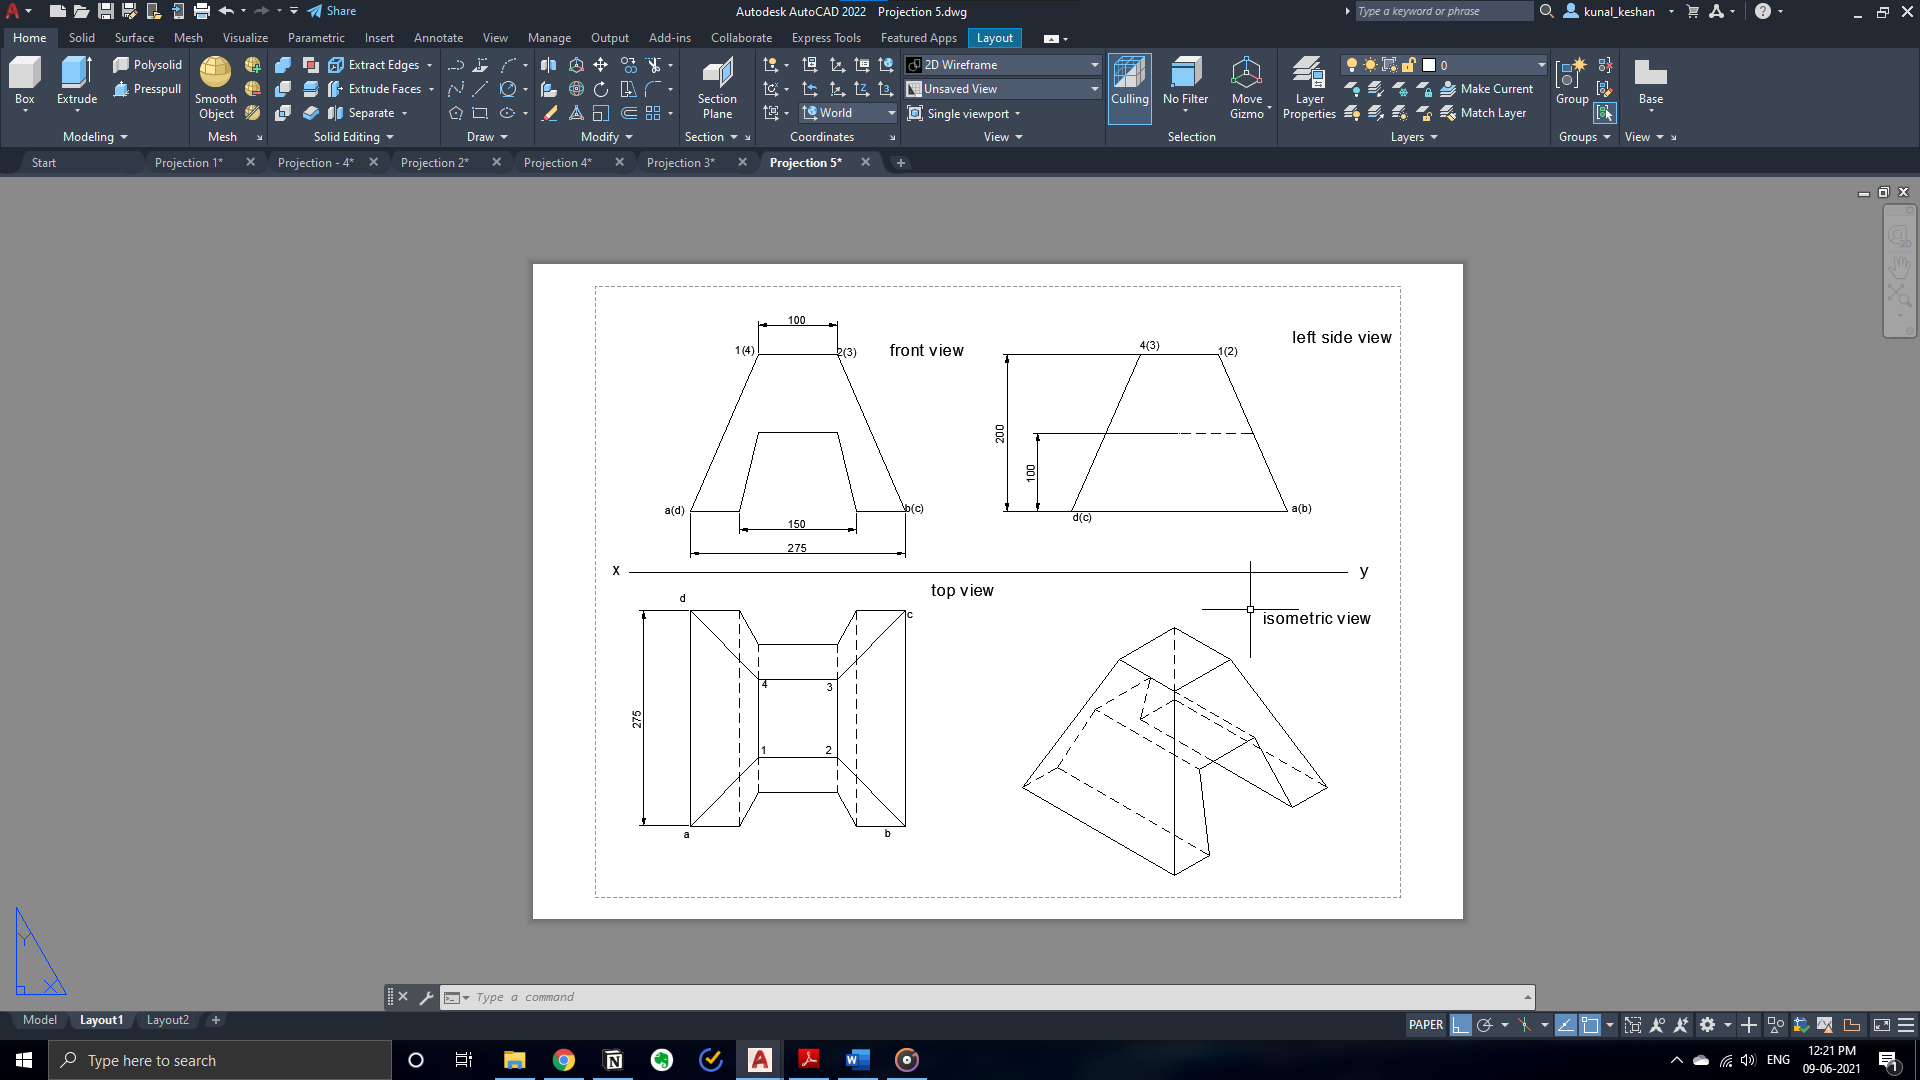 Share
Autodesk AutoCAD 2022 Projection 5.dwg
Type a keyword or phrase
kunal_keshan
Home Solid Surface Mesh Visualize Parametric Insert Annotate View Manage Output Add-ins Collaborate Express Tools Featured Apps Layout
Box
Extrude
Polysolid
Presspull
Smooth Object
Extract Edges
Extrude Faces
Separate
Section Plane
World
2D Wireframe
Unsaved View
Single viewport
Culling
No Filter
Move Gizmo
Layer Properties
0
Make Current
Match Layer
Group
Base
Modeling Mesh Solid Editing Draw Modify Section Coordinates View Selection Layers Groups View
Start Projection 1* Projection - 4* Projection 2* Projection 4* Projection 3* Projection 5*
2D
100
1(4) 2(3)
front view
4(3) 1(2)
left side view
200
100
a(d) b(c)
150
275
d(c) a(b)
x y
top view
isometric view
d c
4 3
275
1 2
a b
Y
X
Type a command
Model Layout1 Layout2
PAPER
Type here to search
ENG
12:21 PM
09-06-2021
1